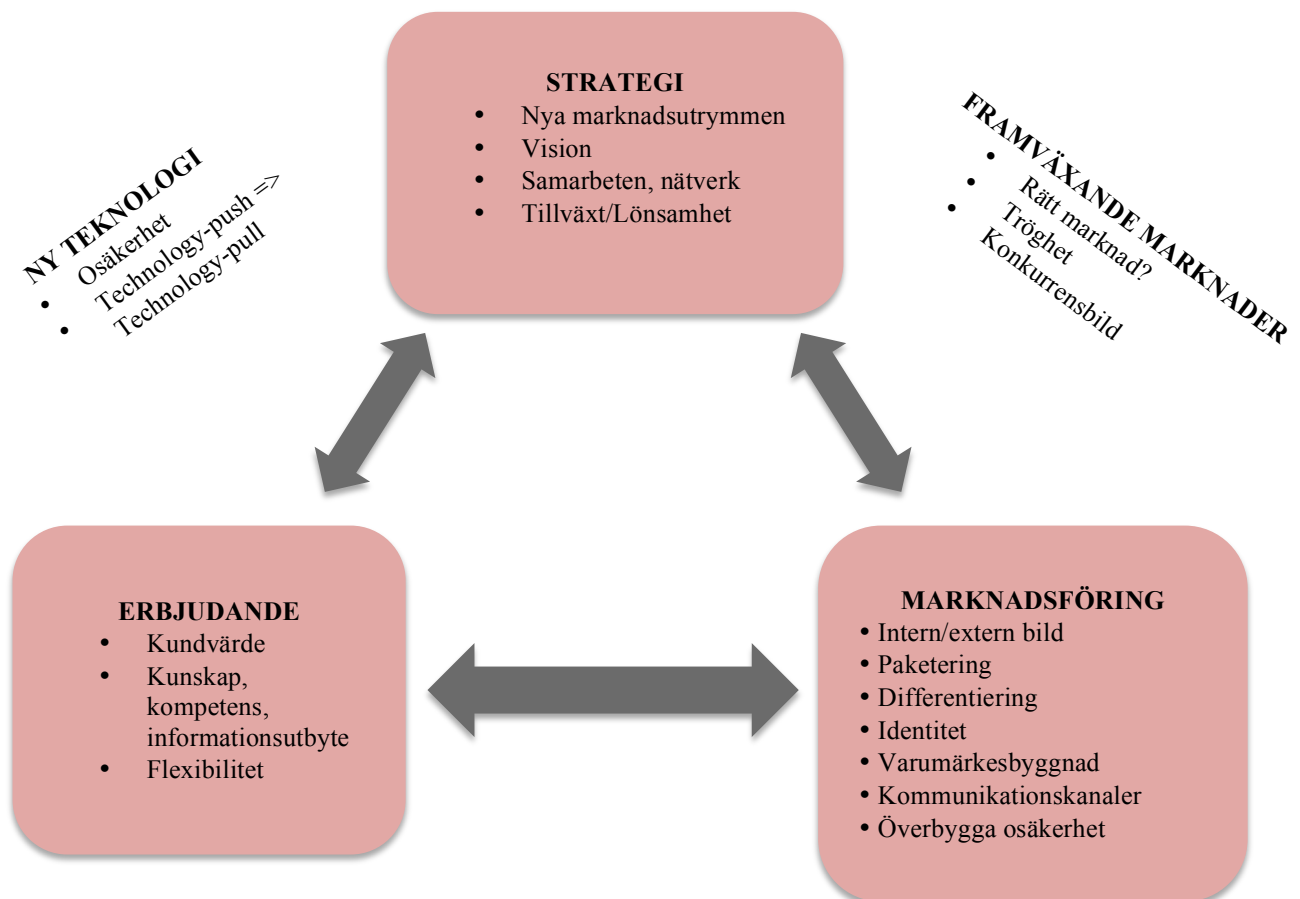 STRATEGI
• Nya marknadsutrymmen
• Vision
• Samarbeten, nätverk
• Tillväxt/Lönsamhet
NY TEKNOLOGI
• Osäkerhet
• Technology-push =>
Technology-pull
FRAMVÄXANDE MARKNADER
• Rätt marknad?
• Tröghet
• Konkurrensbild
ERBJUDANDE
• Kundvärde
• Kunskap,
kompetens,
informationsutbyte
• Flexibilitet
MARKNADSFÖRING
• Intern/extern bild
• Paketering
• Differentiering
• Identitet
• Varumärkesbyggnad
• Kommunikationskanaler
• Överbygga osäkerhet